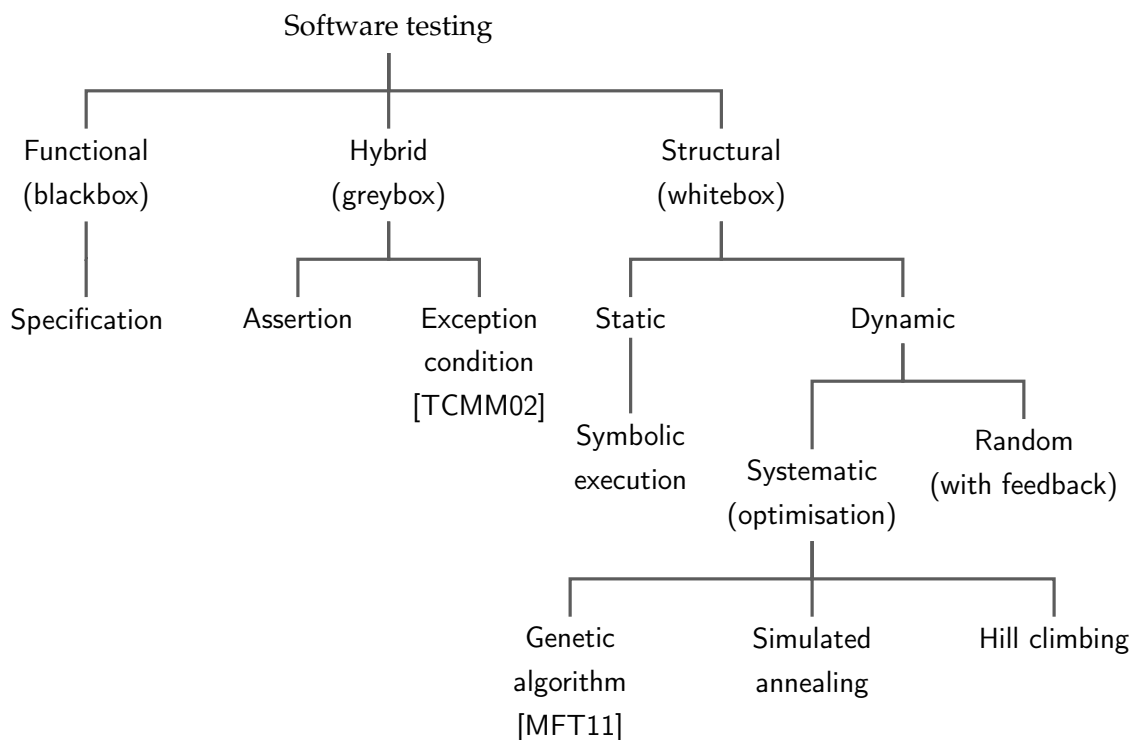 Software testing
Functional
(blackbox)
Hybrid
(greybox)
Structural
(whitebox)
Specification
Assertion
Exception
condition
[TCMM02]
Static
Dynamic
Symbolic
execution
Systematic
(optimisation)
Random
(with feedback)
Genetic
algorithm
[MFT11]
Simulated
annealing
Hill climbing